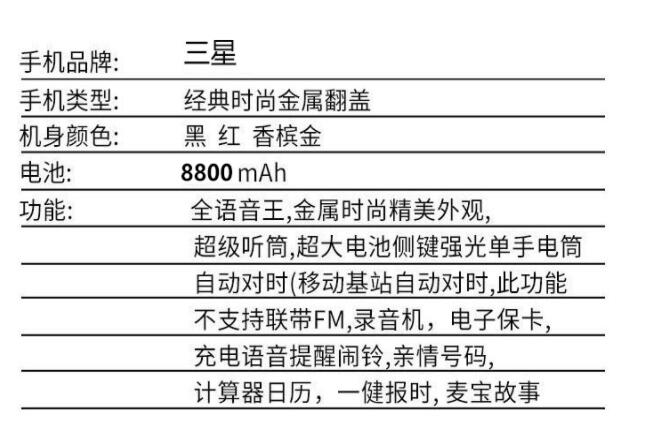 手机品牌: 三星
手机类型: 经典时尚金属翻盖
机身颜色: 黑 红 香槟金
电池: 8800 mAh
功能: 全语音王,金属时尚精美外观,
超级听筒,超大电池侧键强光单手电筒
自动对时(移动基站自动对时,此功能
不支持联带FM,录音机，电子保卡,
充电语音提醒闹铃,亲情号码,
计算器日历，一健报时, 麦宝故事